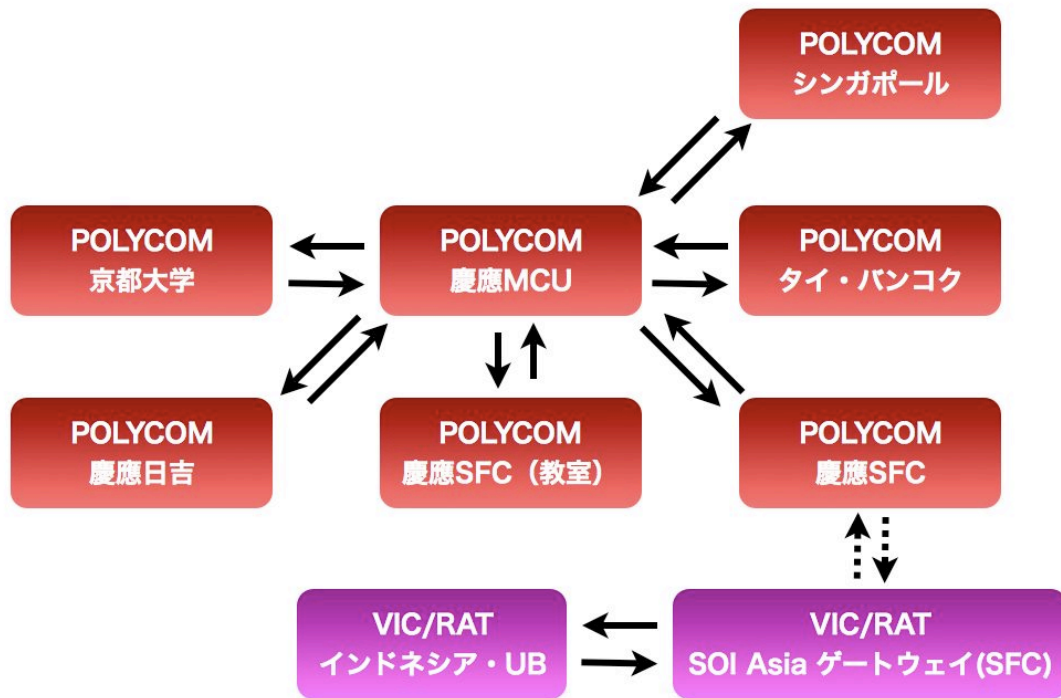 POLYCOM
シンガポール
POLYCOM
京都大学
POLYCOM
慶應MCU
POLYCOM
タイ・バンコク
POLYCOM
慶應日吉
POLYCOM
慶應SFC（教室）
POLYCOM
慶應SFC
VIC/RAT
インドネシア・UB
VIC/RAT
SOI Asia ゲートウェイ(SFC)